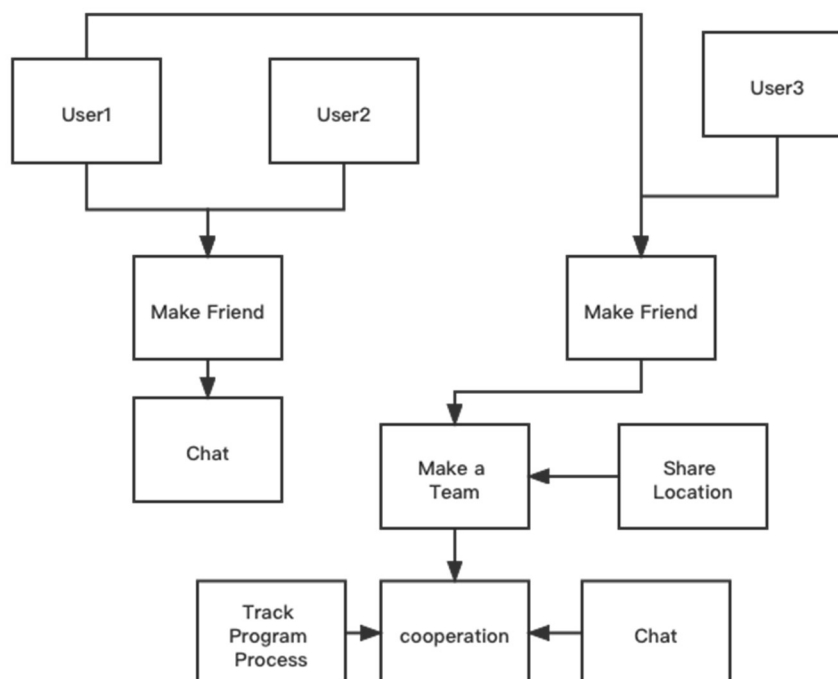 User1
User2
User3
Make Friend
Make Friend
Chat
Make a
Team
Share
Location
Track
Program
Process
cooperation
Chat